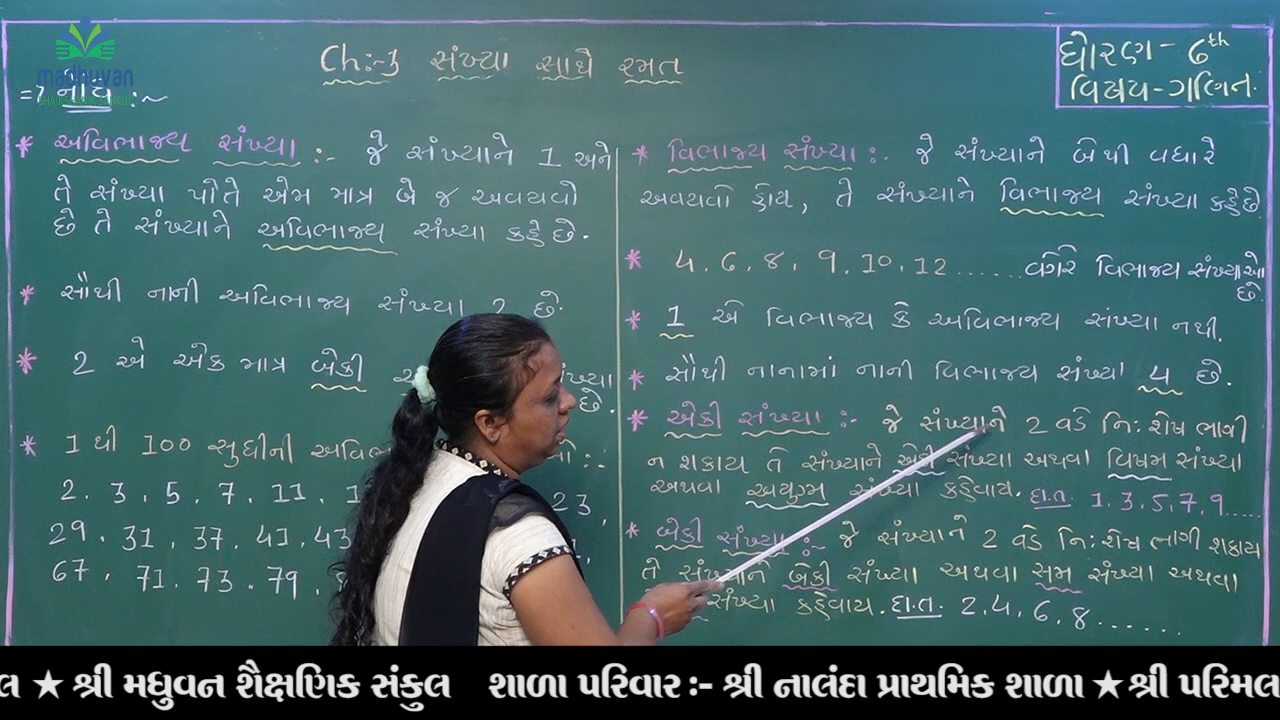 madhuvan
Ch:-3 સંખ્યા સાથે રમત
ધોરણ - ૬th
વિષય - ગણિત.
=> નોંધ :~
* અવિભાજ્ય સંખ્યા :- જે સંખ્યાને 1 અને
તે સંખ્યા પોતે એમ માત્ર બે જ અવયવો
છે તે સંખ્યાને અવિભાજ્ય સંખ્યા કહે છે.
* સૌથી નાની અવિભાજ્ય સંખ્યા 2 છે.
* 2 એ એક માત્ર બેકી
છે.
* 1 થી 100 સુધીની
2. 3. 5. 7. 11. 23.
29. 31. 37. 41. 43
67. 71. 73. 79.
* વિભાજ્ય સંખ્યા :- જે સંખ્યાને બેથી વધારે
અવયવો હોય, તે સંખ્યાને વિભાજ્ય સંખ્યા કહે છે.
* 4. 6. 8. 9. 10. 12 ...... વગેરે વિભાજ્ય સંખ્યાઓ
છે.
* 1 એ વિભાજ્ય કે અવિભાજ્ય સંખ્યા નથી.
* સૌથી નાનામાં નાની વિભાજ્ય સંખ્યા 4 છે.
* એકી સંખ્યા :- જે સંખ્યાને 2 વડે નિ:શેષ ભાગી
ન શકાય તે સંખ્યાને એકી સંખ્યા અથવા વિષમ સંખ્યા
અથવા અયુગ્મ સંખ્યા કહેવાય. દા.ત. 1. 3. 5. 7. 9.....
* બેકી સંખ્યા :~ જે સંખ્યાને 2 વડે નિ:શેષ ભાગી શકાય
તે સંખ્યાને બેકી સંખ્યા અથવા સમ સંખ્યા અથવા
સંખ્યા કહેવાય. દા.ત. 2. 4. 6. 8 ......
લ ★ શ્રી મધુવન શૈક્ષણિક સંકુલ શાળા પરિવાર :- શ્રી નાલંદા પ્રાથમિક શાળા ★ શ્રી પરિમલ